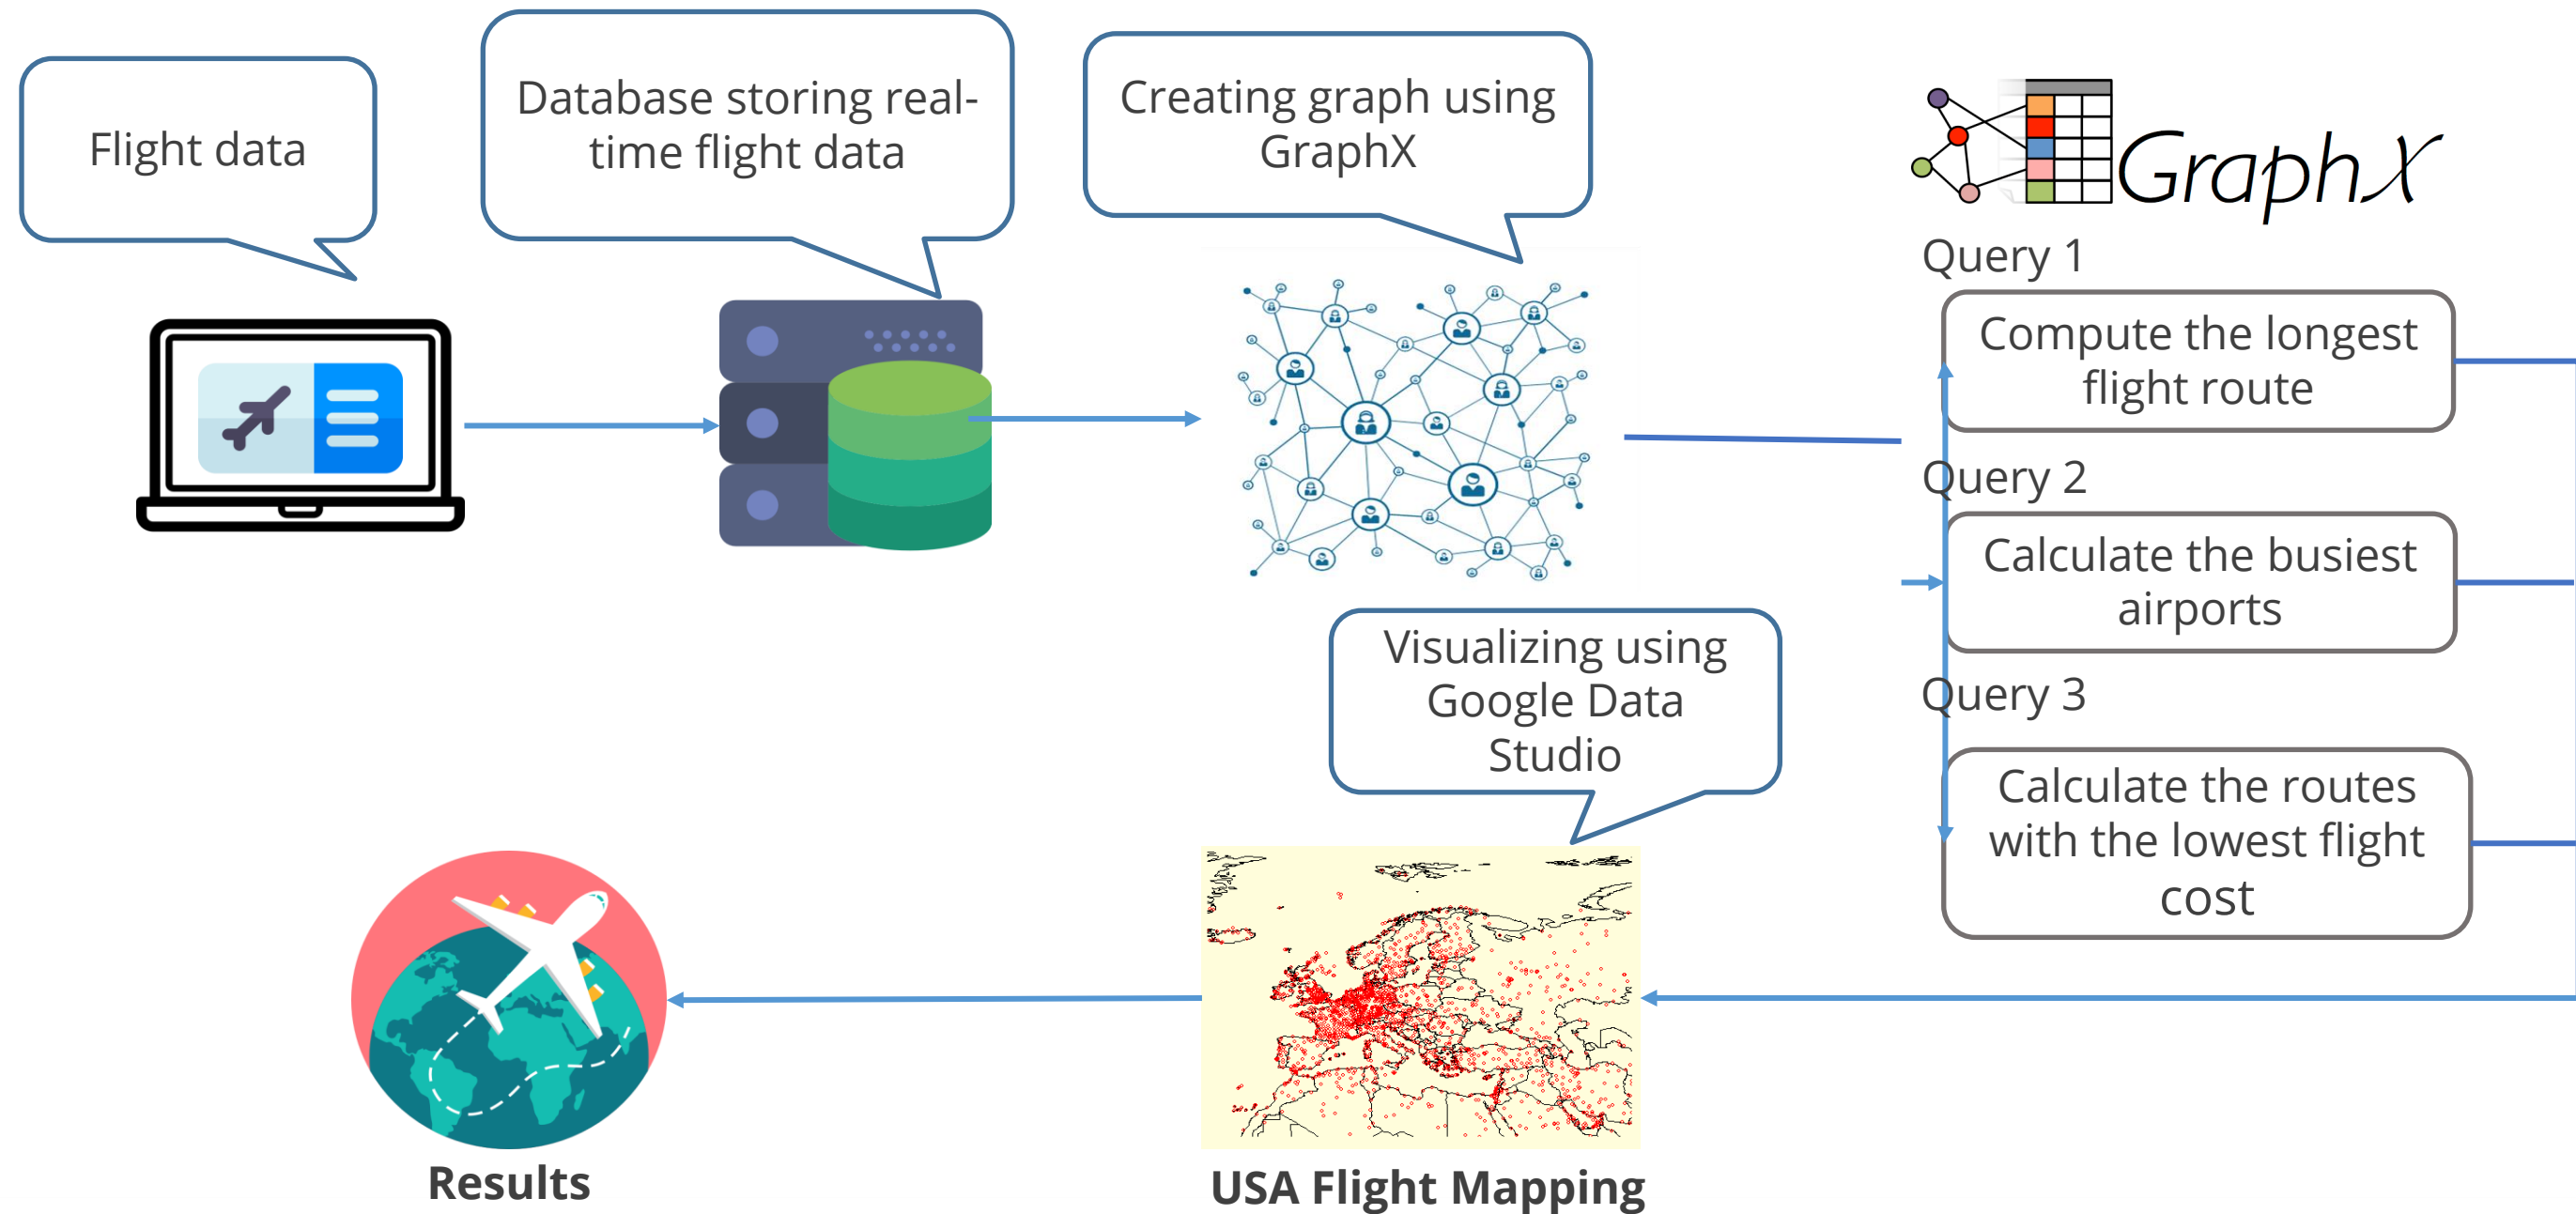 Flight data
Database storing real-
time flight data
Creating graph using
GraphX
GraphX
Query 1
Compute the longest
flight route
Query 2
Calculate the busiest
airports
Query 3
Calculate the routes
with the lowest flight
cost
Visualizing using
Google Data
Studio
Results
USA Flight Mapping